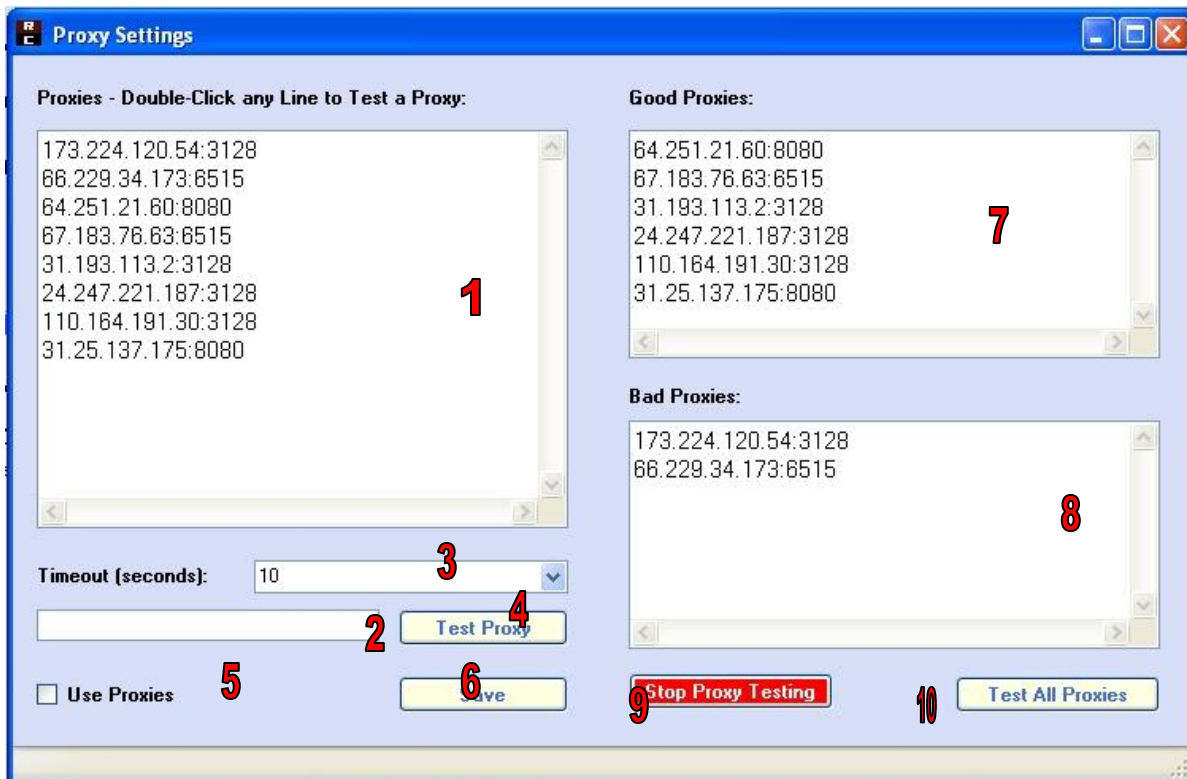 R
C
Proxy Settings
Proxies - Double-Click any Line to Test a Proxy:
173.224.120.54:3128
66.229.34.173:6515
64.251.21.60:8080
67.183.76.63:6515
31.193.113.2:3128
24.247.221.187:3128
110.164.191.30:3128
31.25.137.175:8080
1
Timeout (seconds):
10
3
2
Test Proxy
4
Use Proxies
5
Save
6
Good Proxies:
64.251.21.60:8080
67.183.76.63:6515
31.193.113.2:3128
24.247.221.187:3128
110.164.191.30:3128
31.25.137.175:8080
7
Bad Proxies:
173.224.120.54:3128
66.229.34.173:6515
8
Stop Proxy Testing
9
10
Test All Proxies